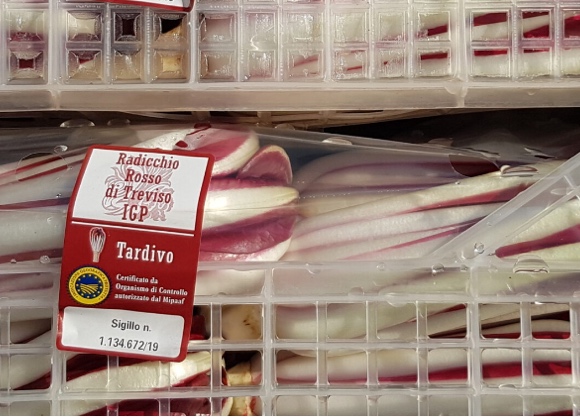 Radicchio
Rosso
di Treviso
IGP
Tardivo
Certificato da
Organismo di Controllo
autorizzato dal Mipaaf
Sigillo n.
1.134.672/19